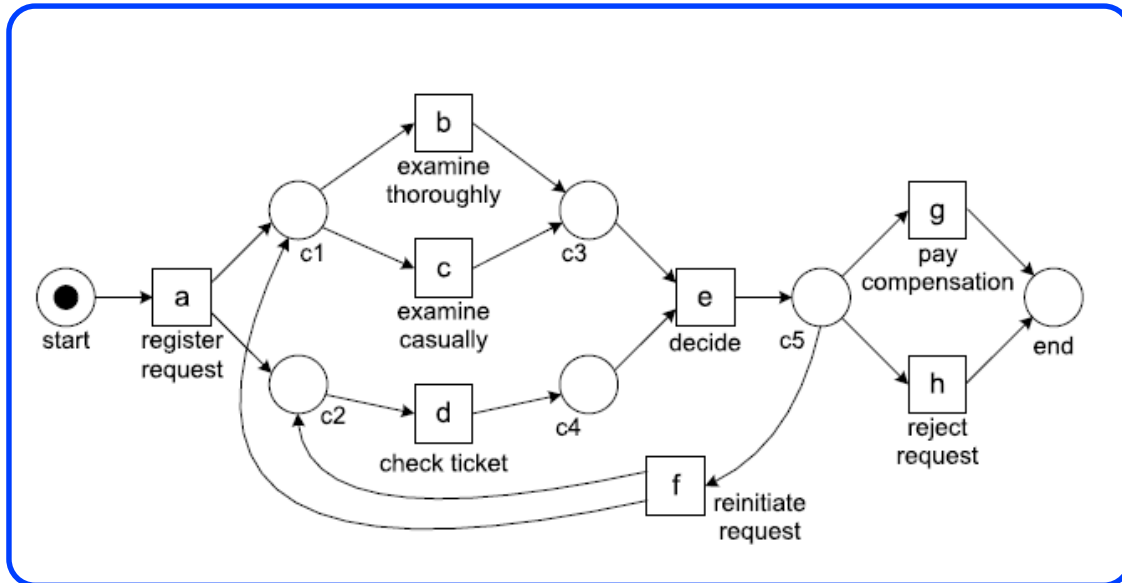 b
examine
thoroughly
g
pay
compensation
c1
c3
c
examine
casually
a
register
request
start
e
decide
c5
end
h
reject
request
c2
d
check ticket
c4
f
reinitiate
request